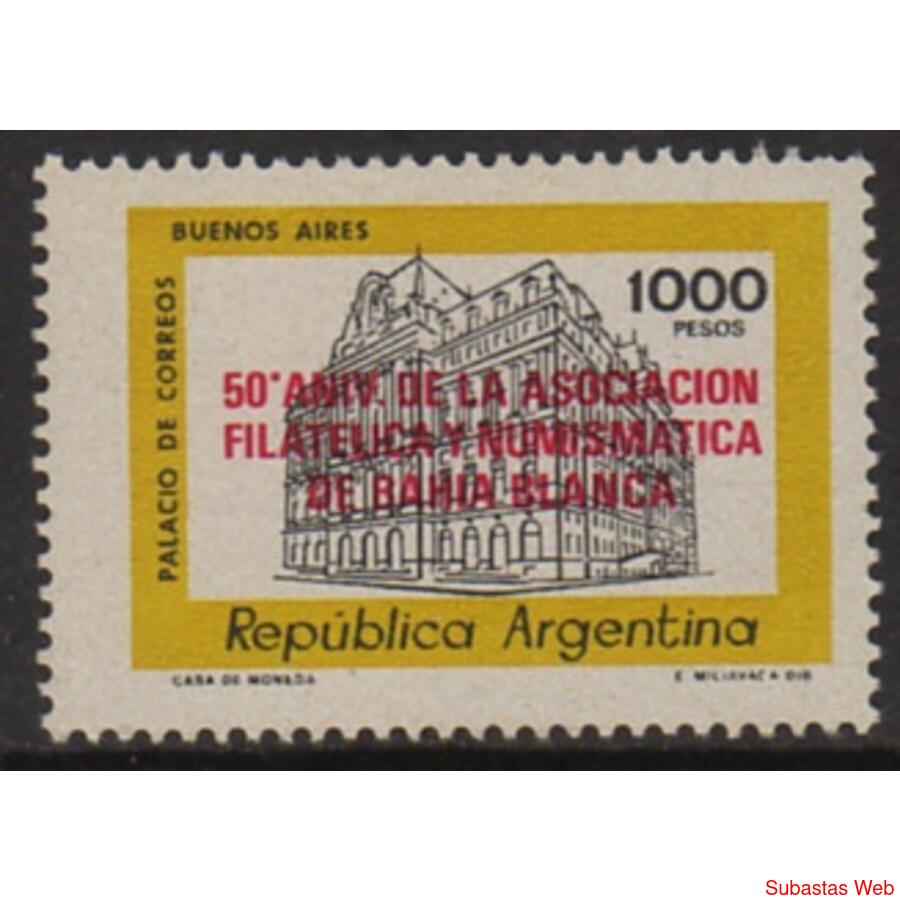 BUENOS AIRES
PALACIO DE CORREOS
1000
PESOS
50° ANIV. DE LA ASOCIACION
FILATELICA Y NUMISMATICA
DE BAHIA BLANCA
República Argentina
CASA DE MONEDA
E. MILIAVACA DIB
Subastas Web